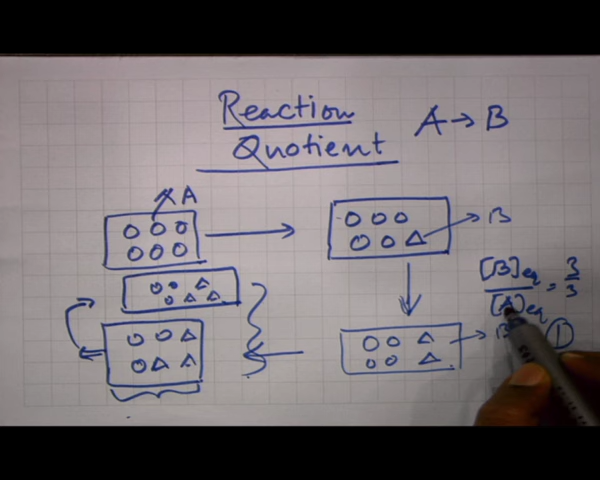 Reaction
Quotient
A → B
A
B
[B]eq
[A]eq
= 3/3
B
1